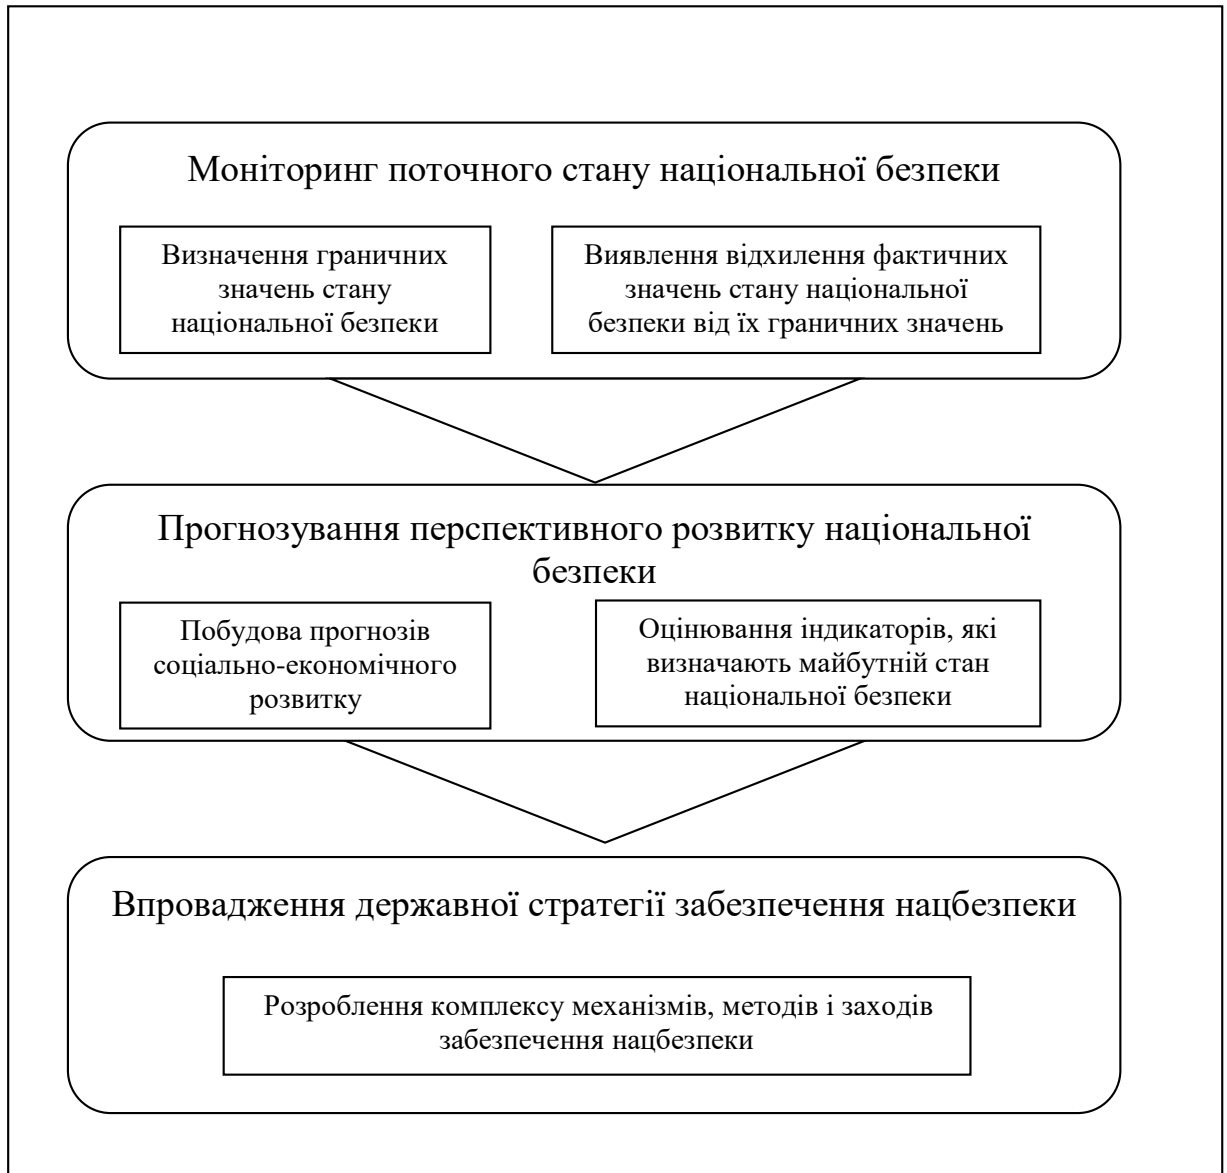 Моніторинг поточного стану національної безпеки
Визначення граничних
значень стану
національної безпеки
Виявлення відхилення фактичних
значень стану національної
безпеки від їх граничних значень
Прогнозування перспективного розвитку національної
безпеки
Побудова прогнозів
соціально-економічного
розвитку
Оцінювання індикаторів, які
визначають майбутній стан
національної безпеки
Впровадження державної стратегії забезпечення нацбезпеки
Розроблення комплексу механізмів, методів і заходів
забезпечення нацбезпеки